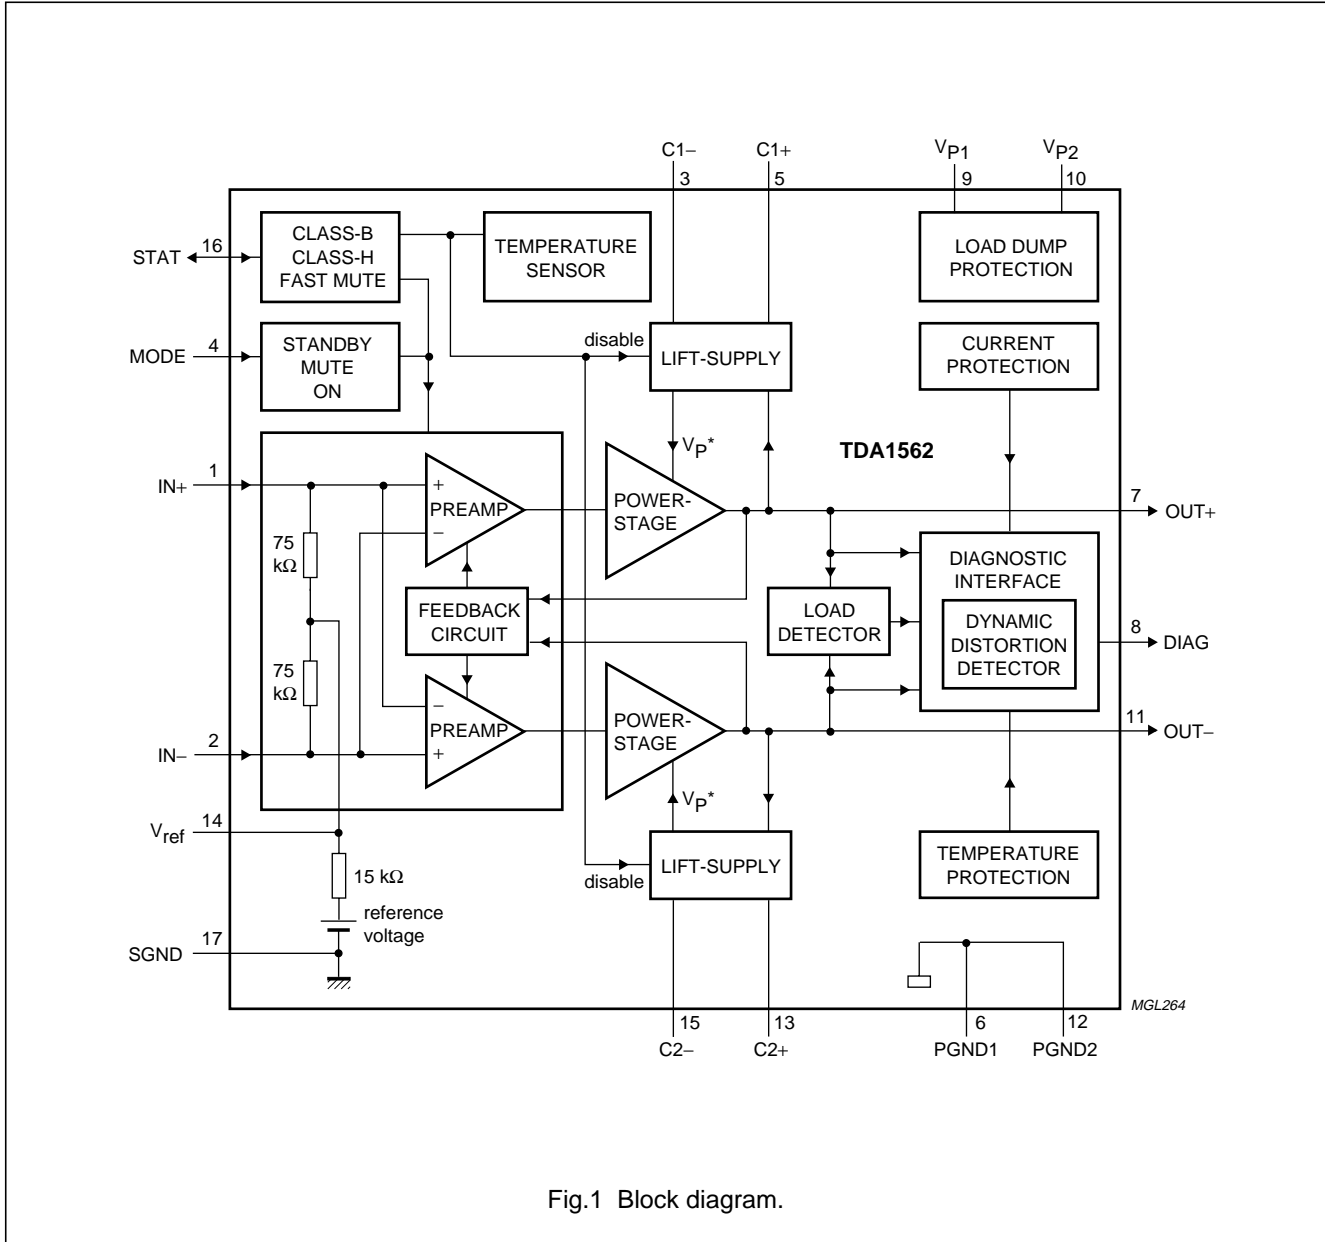 C1−
C1+
VP1
VP2
3
5
9
10
STAT
16
CLASS-B
CLASS-H
FAST MUTE
TEMPERATURE
SENSOR
LOAD DUMP
PROTECTION
MODE
4
STANDBY
MUTE
ON
disable
LIFT-SUPPLY
CURRENT
PROTECTION
VP*
TDA1562
IN+
1
+
PREAMP
−
POWER-
STAGE
7
OUT+
75
kΩ
FEEDBACK
CIRCUIT
LOAD
DETECTOR
DIAGNOSTIC
INTERFACE
DYNAMIC
DISTORTION
DETECTOR
8
DIAG
75
kΩ
−
PREAMP
+
POWER-
STAGE
11
OUT−
IN−
2
VP*
Vref
14
15 kΩ
disable
LIFT-SUPPLY
TEMPERATURE
PROTECTION
reference
voltage
SGND
17
MGL264
15
13
6
12
C2−
C2+
PGND1
PGND2
Fig.1 Block diagram.